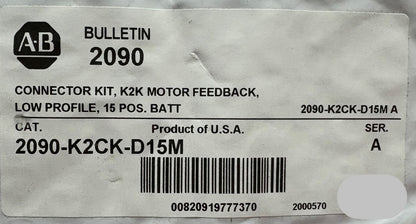 AB
BULLETIN
2090
CONNECTOR KIT, K2K MOTOR FEEDBACK,
LOW PROFILE, 15 POS. BATT 2090-K2CK-D15M A
CAT. Product of U.S.A. SER.
2090-K2CK-D15M A
00820919777370 2000570